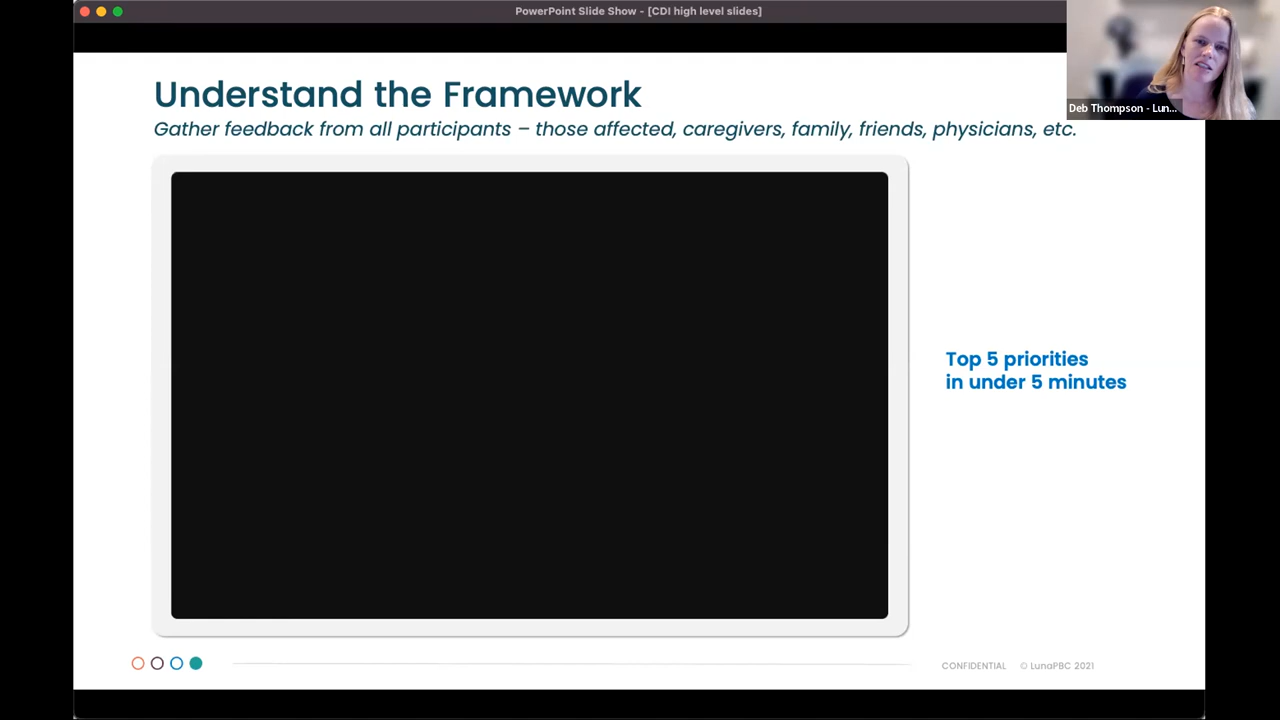 PowerPoint Slide Show - [CDI high level slides]
Deb Thompson - Lun...
Understand the Framework
Gather feedback from all participants – those affected, caregivers, family, friends, physicians, etc.
Top 5 priorities
in under 5 minutes
CONFIDENTIAL © LunaPBC 2021